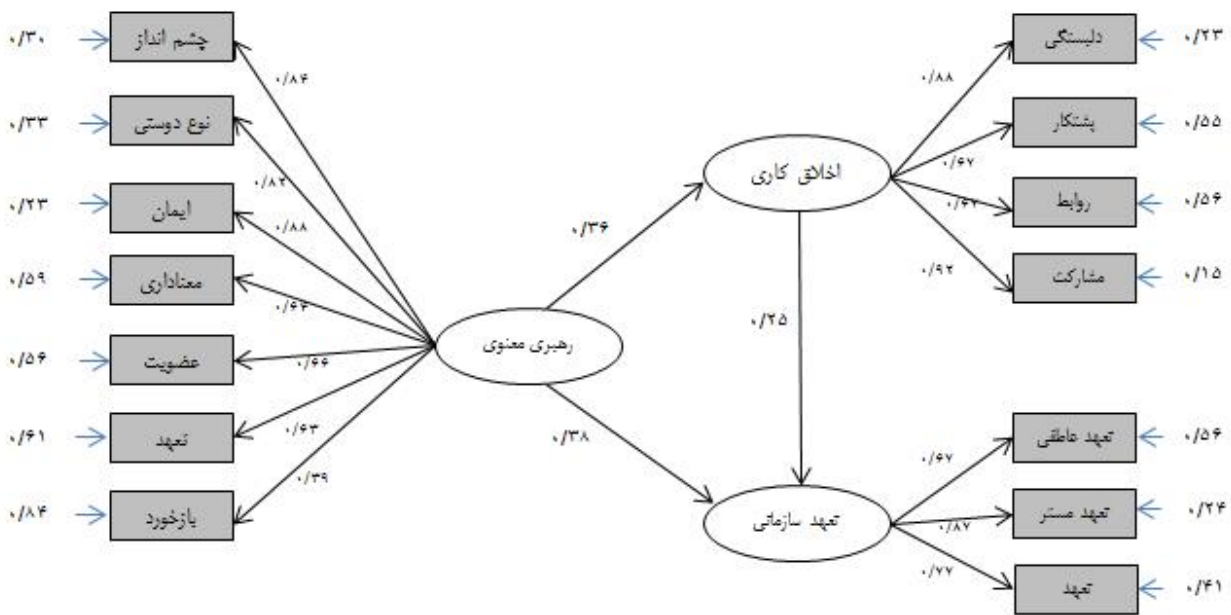 چشم انداز
۰/۳۰
۰/۸۴
نوع دوستی
۰/۳۳
۰/۸۲
ایمان
۰/۲۳
۰/۸۸
معناداری
۰/۵۹
۰/۶۴
عضویت
۰/۵۶
۰/۶۶
تعهد
۰/۶۱
۰/۶۳
بازخورد
۰/۸۴
۰/۳۹
رهبری معنوی
۰/۳۶
۰/۳۸
اخلاق کاری
۰/۲۵
تعهد سازمانی
دلبستگی
۰/۲۳
۰/۸۸
پشتکار
۰/۵۵
۰/۶۷
روابط
۰/۵۶
مشارکت
۰/۱۵
۰/۹۲
تعهد عاطفی
۰/۵۶
۰/۶۷
تعهد مستر
۰/۲۴
۰/۸۷
تعهد
۰/۴۱
۰/۷۷